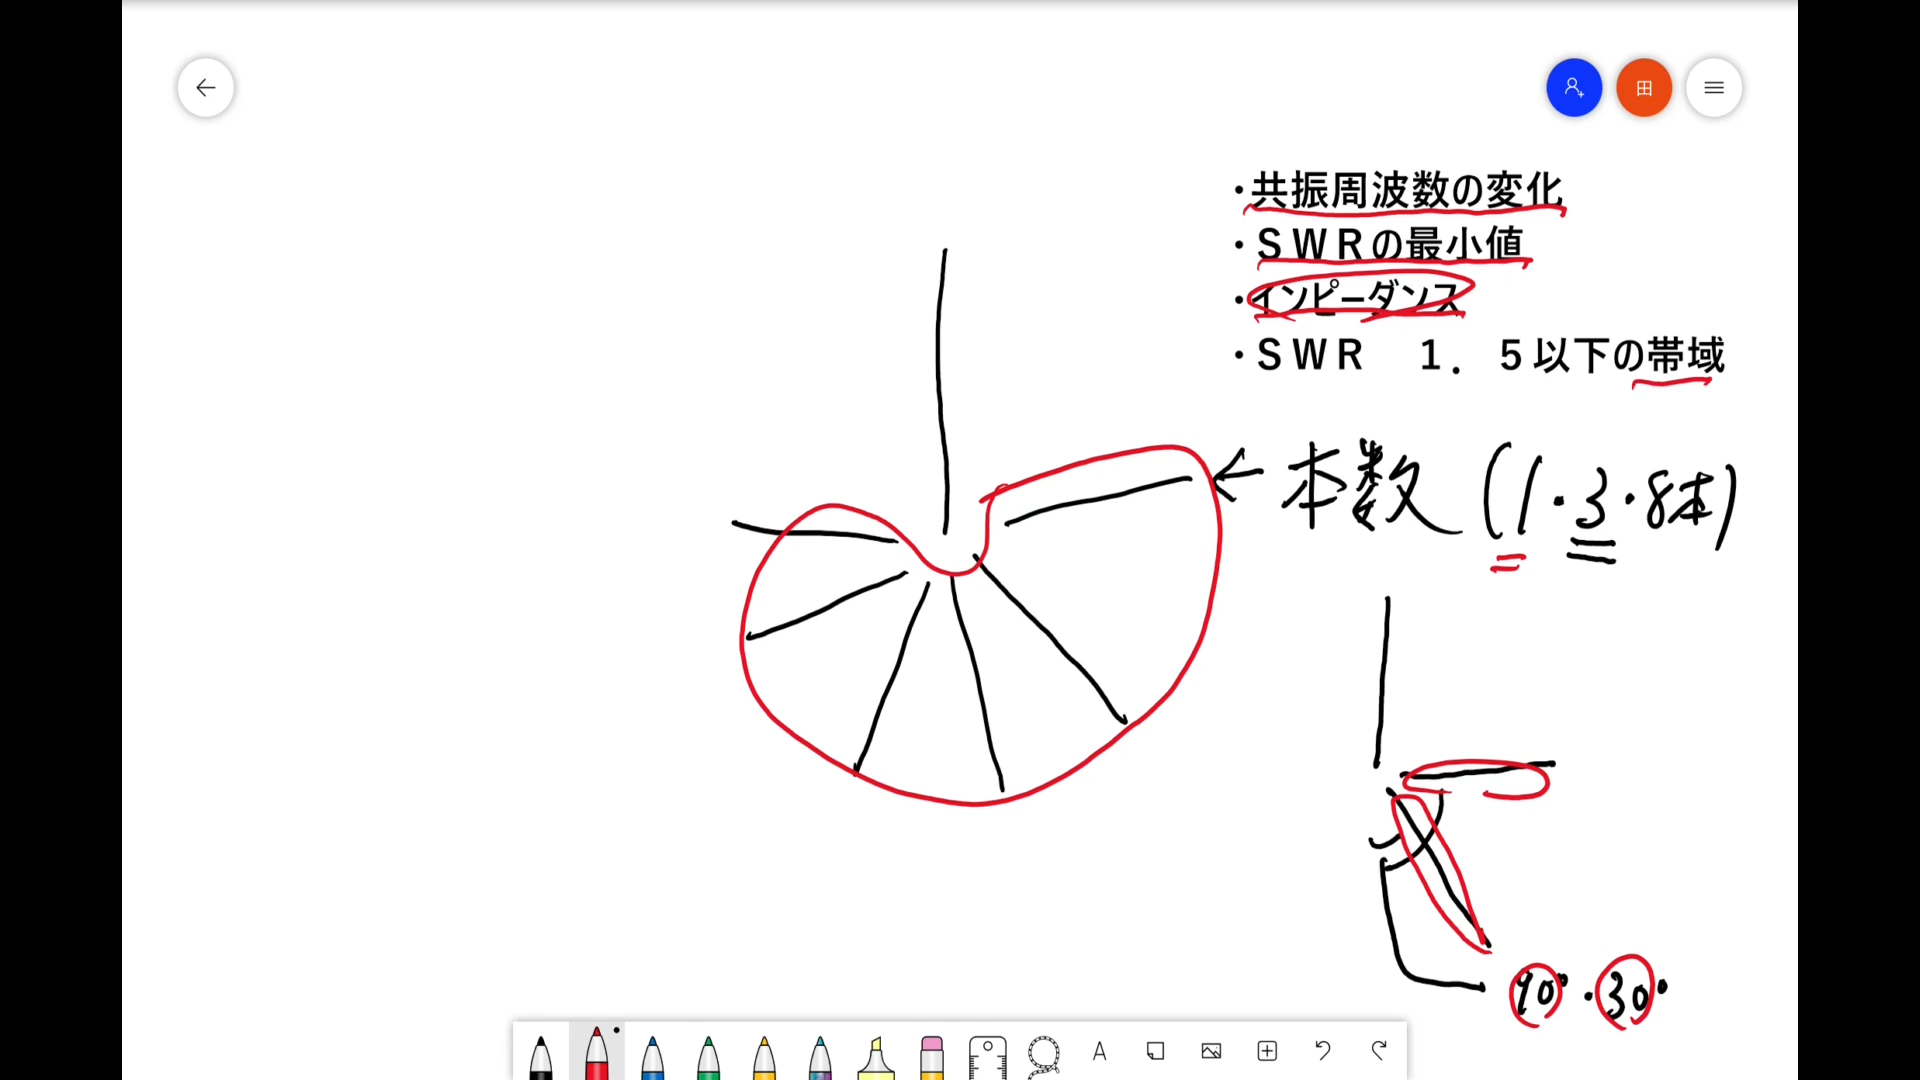 田
・共振周波数の変化
・ＳＷＲの最小値
・インピーダンス
・ＳＷＲ　１．５以下の帯域
← 本数 (1・3・8本)
90°・30°
A